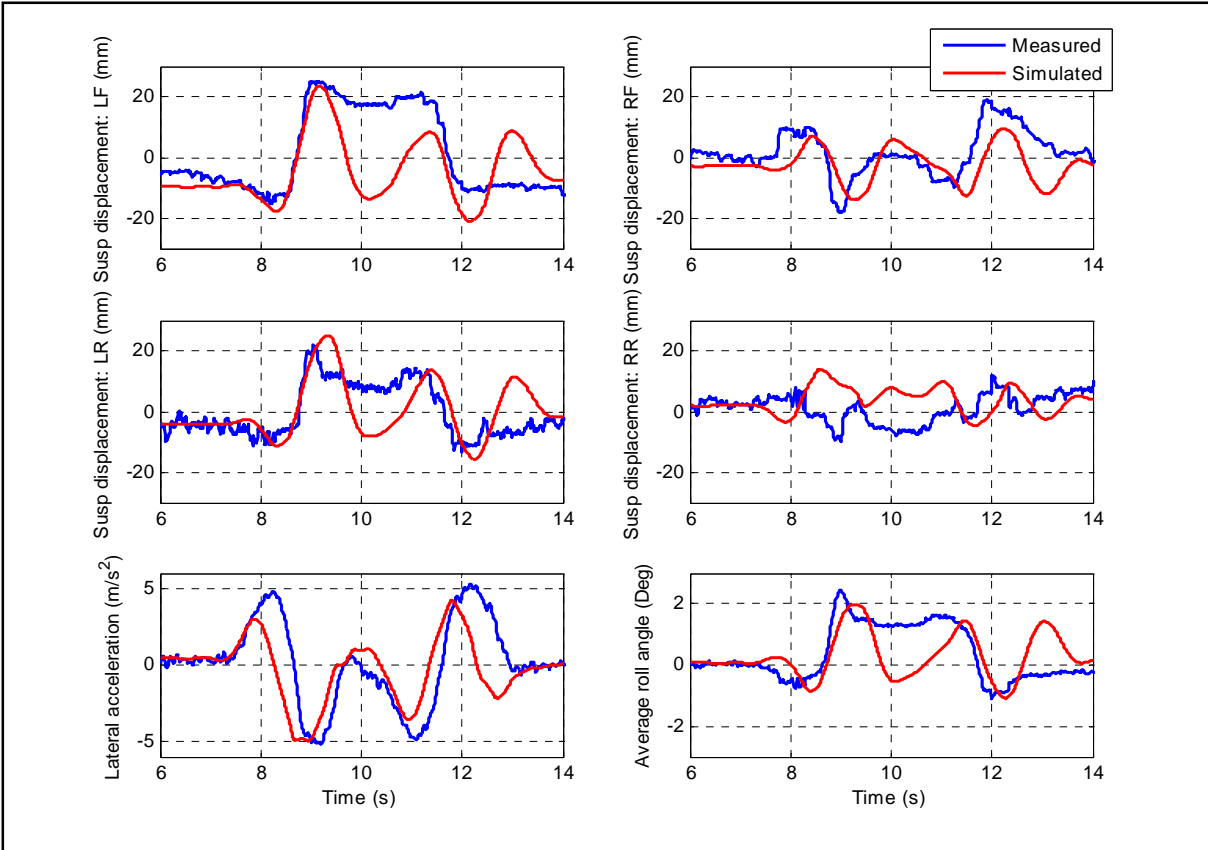 Measured
Simulated
Susp displacement: LF (mm)
20
0
-20
6 8 10 12 14
Susp displacement: RF (mm)
20
0
-20
6 8 10 12 14
Susp displacement: LR (mm)
20
0
-20
6 8 10 12 14
Susp displacement: RR (mm)
20
0
-20
6 8 10 12 14
Lateral acceleration (m/s²)
5
0
-5
6 8 10 12 14
Time (s)
Average roll angle (Deg)
2
0
-2
6 8 10 12 14
Time (s)